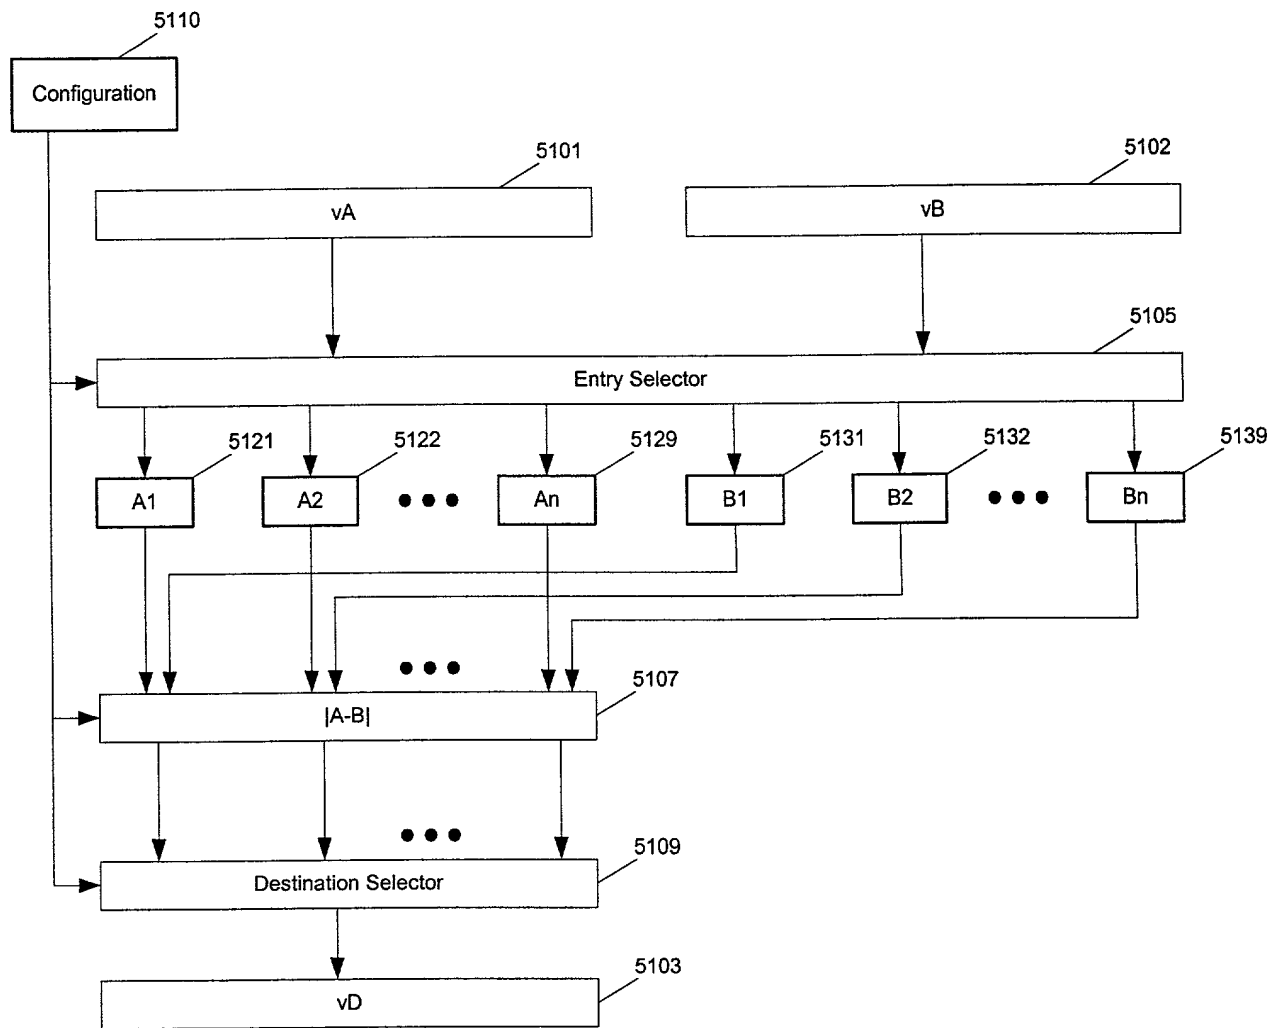 5110
Configuration
5101
5102
vA
vB
5105
Entry Selector
5121
5122
5129
5131
5132
5139
A1
A2
An
B1
B2
Bn
5107
|A-B|
5109
Destination Selector
5103
vD